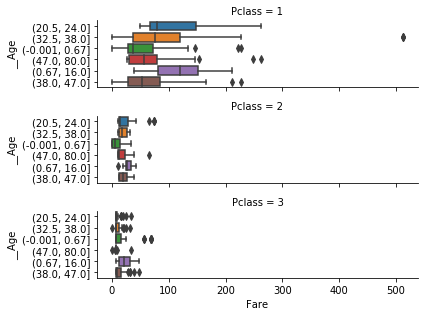 Pclass = 1
__Age
(20.5, 24.0]
(32.5, 38.0]
(-0.001, 0.67]
(47.0, 80.0]
(0.67, 16.0]
(38.0, 47.0]
Pclass = 2
__Age
(20.5, 24.0]
(32.5, 38.0]
(-0.001, 0.67]
(47.0, 80.0]
(0.67, 16.0]
(38.0, 47.0]
Pclass = 3
__Age
(20.5, 24.0]
(32.5, 38.0]
(-0.001, 0.67]
(47.0, 80.0]
(0.67, 16.0]
(38.0, 47.0]
0 100 200 300 400 500
Fare